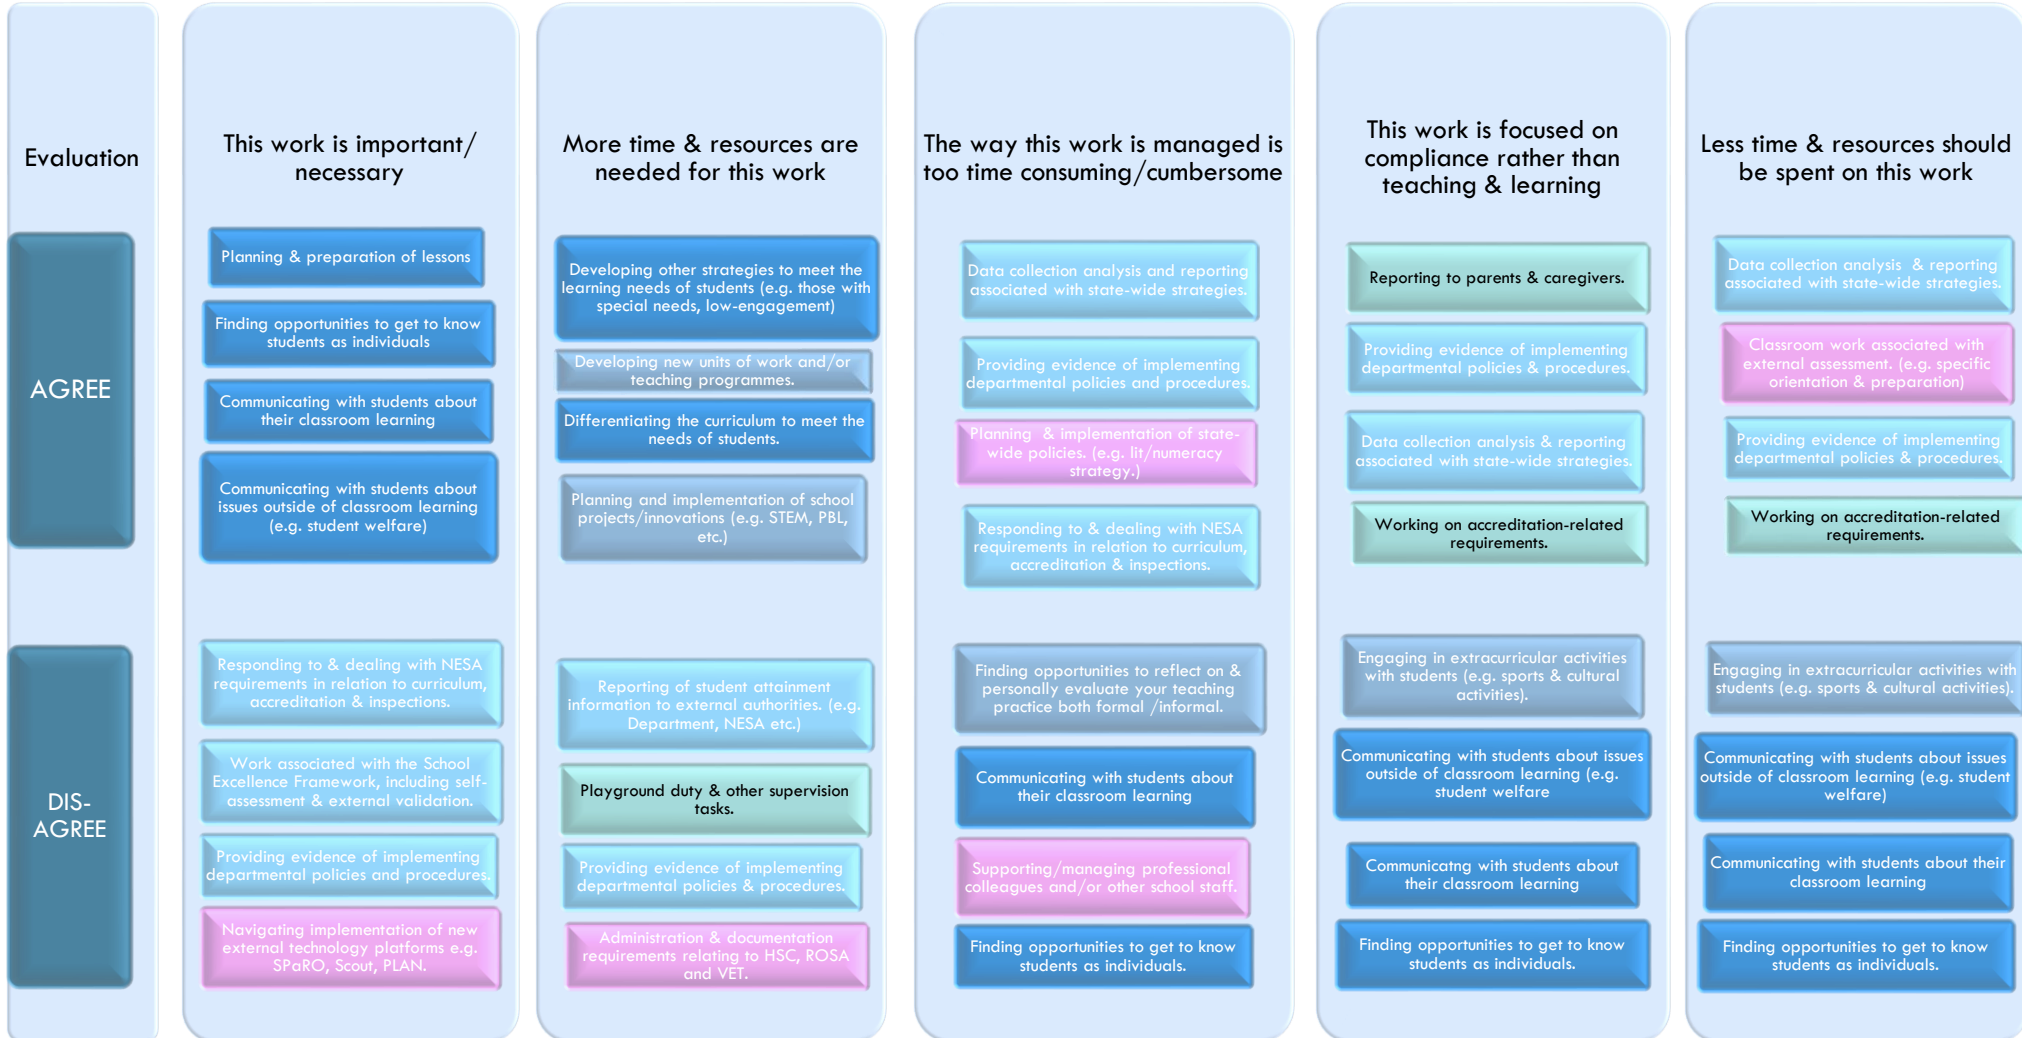 Evaluation
This work is important/
necessary
More time & resources are
needed for this work
The way this work is managed is
too time consuming/cumbersome
This work is focused on
compliance rather than
teaching & learning
Less time & resources should
be spent on this work
AGREE
Planning & preparation of lessons
Finding opportunities to get to know
students as individuals
Communicating with students about
their classroom learning
Communicating with students about
issues outside of classroom learning
(e.g. student welfare)
Developing other strategies to meet the
learning needs of students (e.g. those with
special needs, low-engagement)
Developing new units of work and/or
teaching programmes.
Differentiating the curriculum to meet the
needs of students.
Planning and implementation of school
projects/innovations (e.g. STEM, PBL,
etc.)
Data collection analysis and reporting
associated with state-wide strategies.
Providing evidence of implementing
departmental policies and procedures.
Planning & implementation of state-
wide policies. (e.g. lit/numeracy
strategy.)
Responding to & dealing with NESA
requirements in relation to curriculum,
accreditation & inspections.
Reporting to parents & caregivers.
Providing evidence of implementing
departmental policies & procedures.
Data collection analysis & reporting
associated with state-wide strategies.
Working on accreditation-related
requirements.
Data collection analysis & reporting
associated with state-wide strategies.
Classroom work associated with
external assessment. (e.g. specific
orientation & preparation)
Providing evidence of implementing
departmental policies & procedures.
Working on accreditation-related
requirements.
DIS-
AGREE
Responding to & dealing with NESA
requirements in relation to curriculum,
accreditation & inspections.
Work associated with the School
Excellence Framework, including self-
assessment & external validation.
Providing evidence of implementing
departmental policies and procedures.
Navigating implementation of new
external technology platforms e.g.
SPaRO, Scout, PLAN.
Reporting of student attainment
information to external authorities. (e.g.
Department, NESA etc.)
Playground duty & other supervision
tasks.
Providing evidence of implementing
departmental policies & procedures.
Administration & documentation
requirements relating to HSC, ROSA
and VET.
Finding opportunities to reflect on &
personally evaluate your teaching
practice both formal /informal.
Communicating with students about
their classroom learning
Supporting/managing professional
colleagues and/or other school staff.
Finding opportunities to get to know
students as individuals.
Engaging in extracurricular activities
with students (e.g. sports & cultural
activities).
Communicating with students about issues
outside of classroom learning (e.g.
student welfare
Communicatng with students about
their classroom learning
Finding opportunities to get to know
students as individuals.
Engaging in extracurricular activities with
students (e.g. sports & cultural activities).
Communicating with students about issues
outside of classroom learning (e.g. student
welfare)
Communicating with students about their
classroom learning
Finding opportunities to get to know
students as individuals.